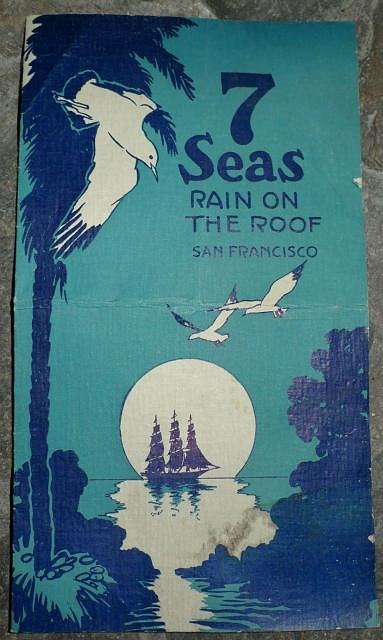 7
Seas
RAIN ON
THE ROOF
SAN FRANCISCO